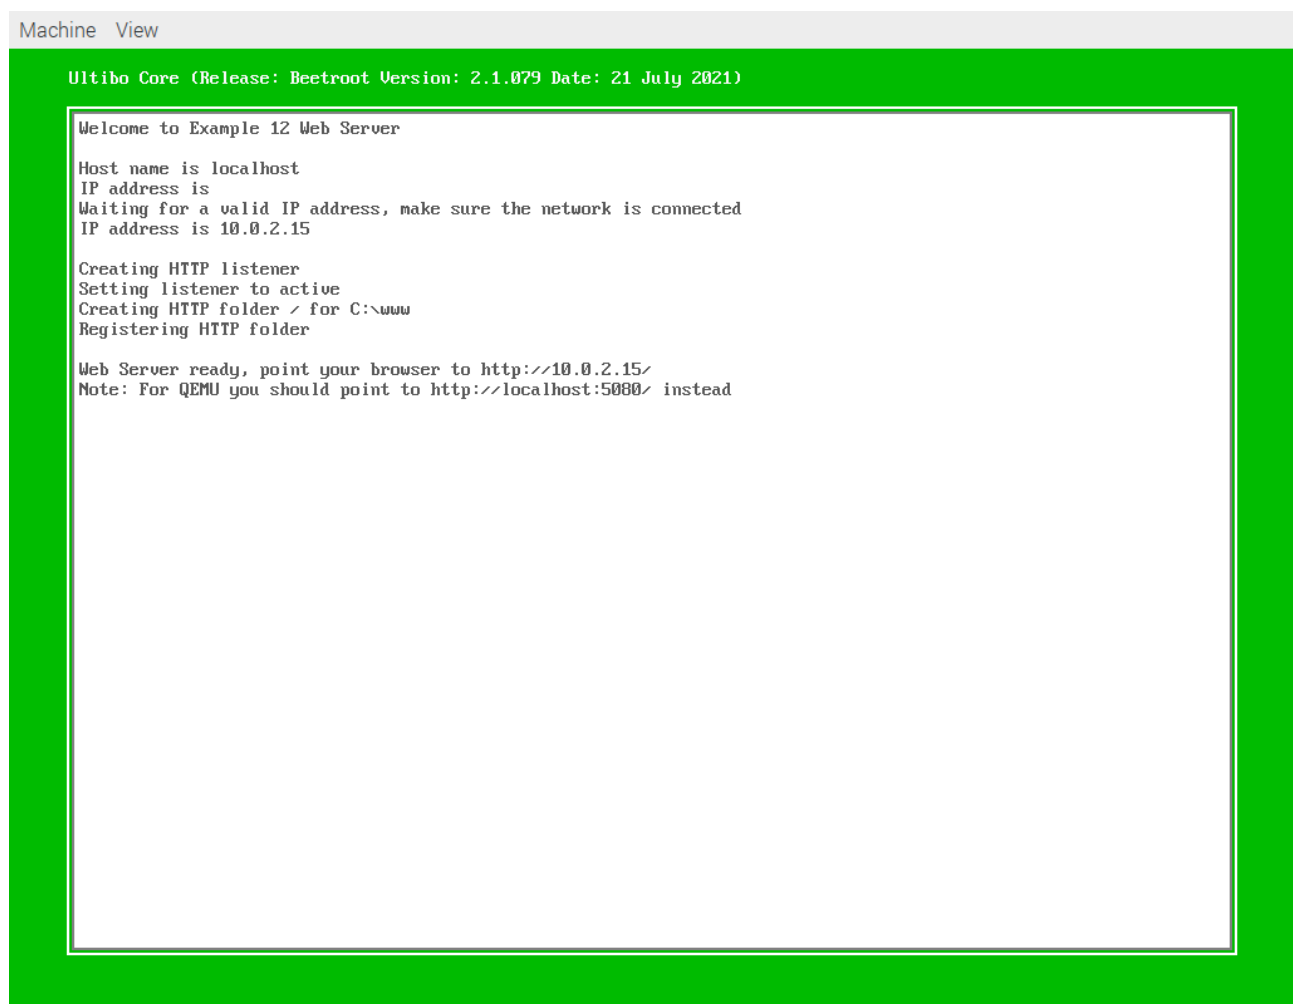 Machine View
Ultibo Core (Release: Beetroot Version: 2.1.079 Date: 21 July 2021)
Welcome to Example 12 Web Server
Host name is localhost
IP address is
Waiting for a valid IP address, make sure the network is connected
IP address is 10.0.2.15
Creating HTTP listener
Setting listener to active
Creating HTTP folder / for C:\www
Registering HTTP folder
Web Server ready, point your browser to http://10.0.2.15/
Note: For QEMU you should point to http://localhost:5080/ instead